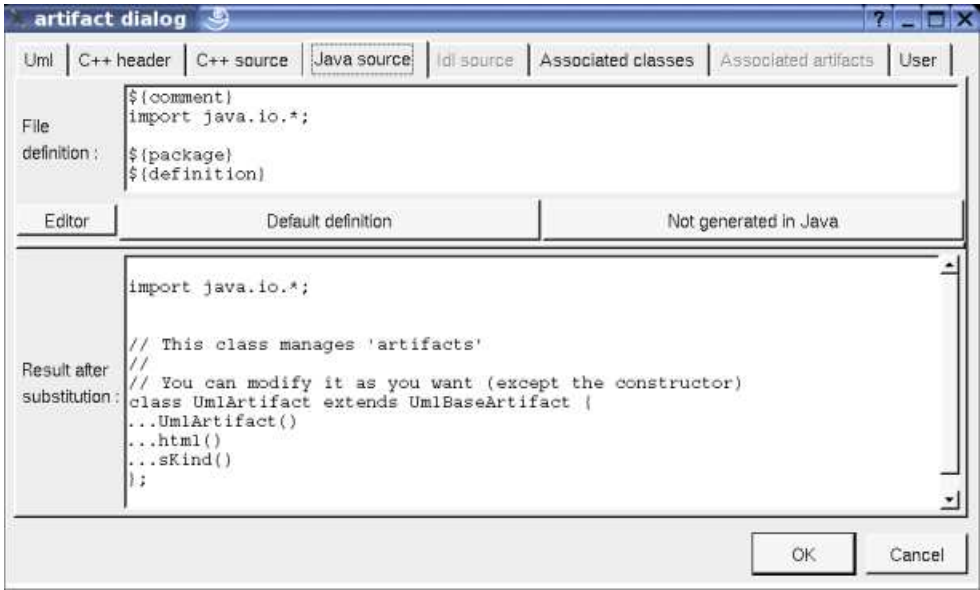 artifact dialog
? _ X
Uml C++ header C++ source Java source Idl source Associated classes Associated artifacts User
File
definition :
${comment}
import java.io.*;
${package}
${definition}
Editor Default definition Not generated in Java
Result after
substitution :
import java.io.*;
// This class manages 'artifacts'
//
// You can modify it as you want (except the constructor)
class UmlArtifact extends UmlBaseArtifact {
...UmlArtifact()
...html()
...sKind()
};
OK Cancel